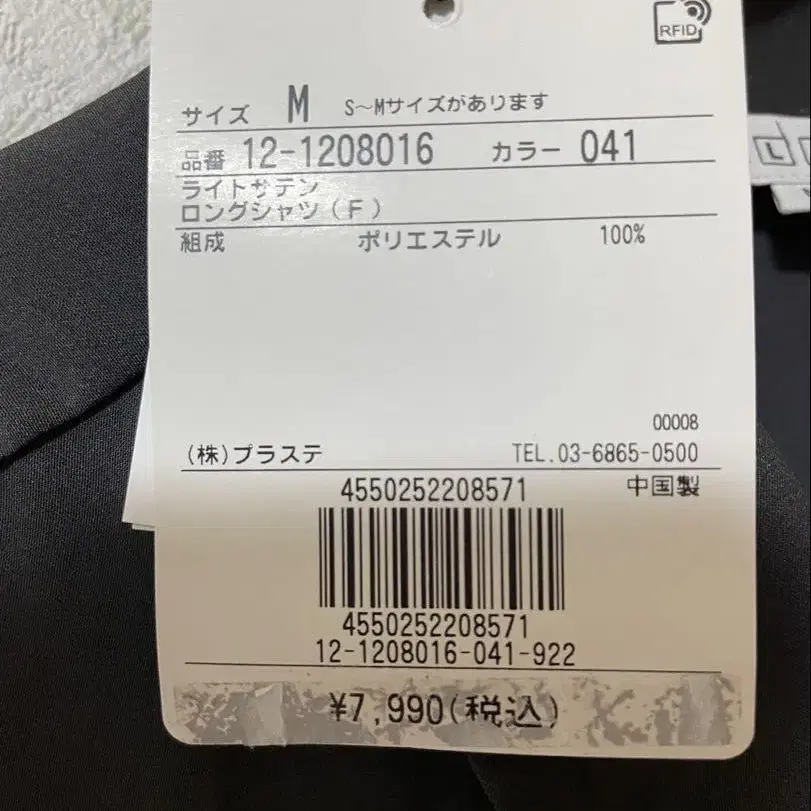 RFID
サイズ M S～Mサイズがあります
品番 12-1208016 カラー 041
ライトサテン
ロングシャツ(F)
組成 ポリエステル 100%
00008
(株)プラステ TEL.03-6865-0500
4550252208571 中国製
4550252208571
12-1208016-041-922
¥7,990(税込)